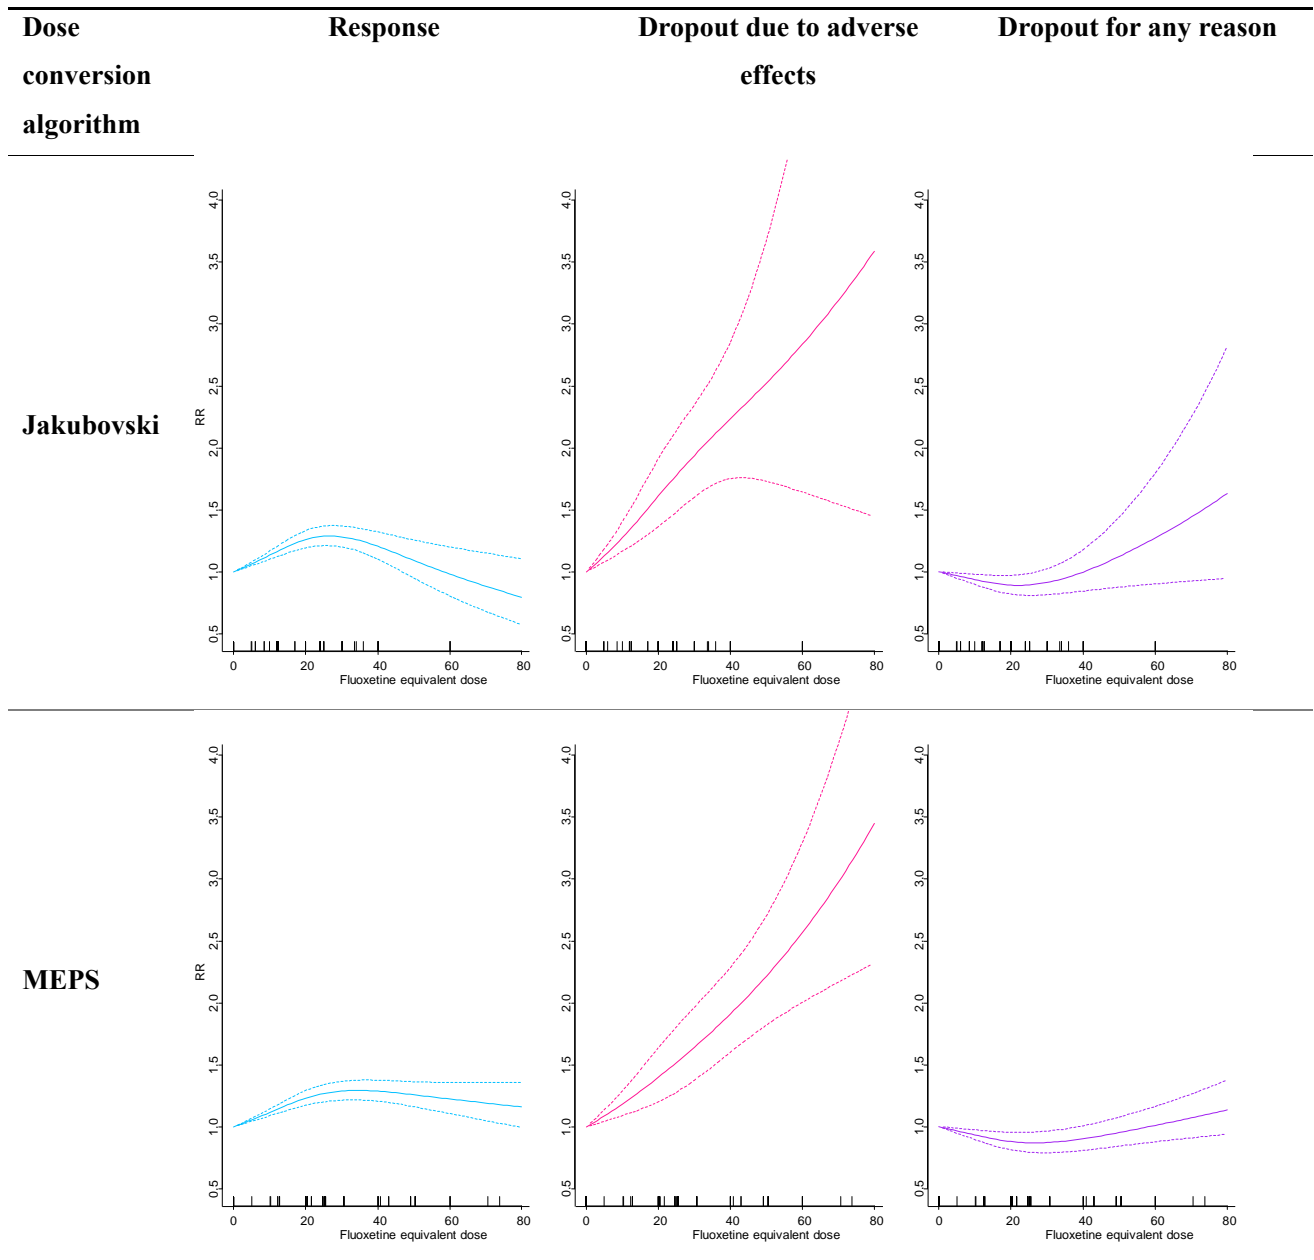 Dose Response Dropout due to adverse Dropout for any reason
conversion effects
algorithm
4.0 4.0 4.0
3.5 3.5 3.5
3.0 3.0 3.0
2.5 2.5 2.5
Jakubovski RR
2.0 2.0 2.0
1.5 1.5 1.5
1.0 1.0 1.0
0.5 0.5 0.5
0 20 40 60 80 0 20 40 60 80 0 20 40 60 80
Fluoxetine equivalent dose Fluoxetine equivalent dose Fluoxetine equivalent dose
4.0 4.0 4.0
3.5 3.5 3.5
3.0 3.0 3.0
2.5 2.5 2.5
MEPS RR
2.0 2.0 2.0
1.5 1.5 1.5
1.0 1.0 1.0
0.5 0.5 0.5
0 20 40 60 80 0 20 40 60 80 0 20 40 60 80
Fluoxetine equivalent dose Fluoxetine equivalent dose Fluoxetine equivalent dose